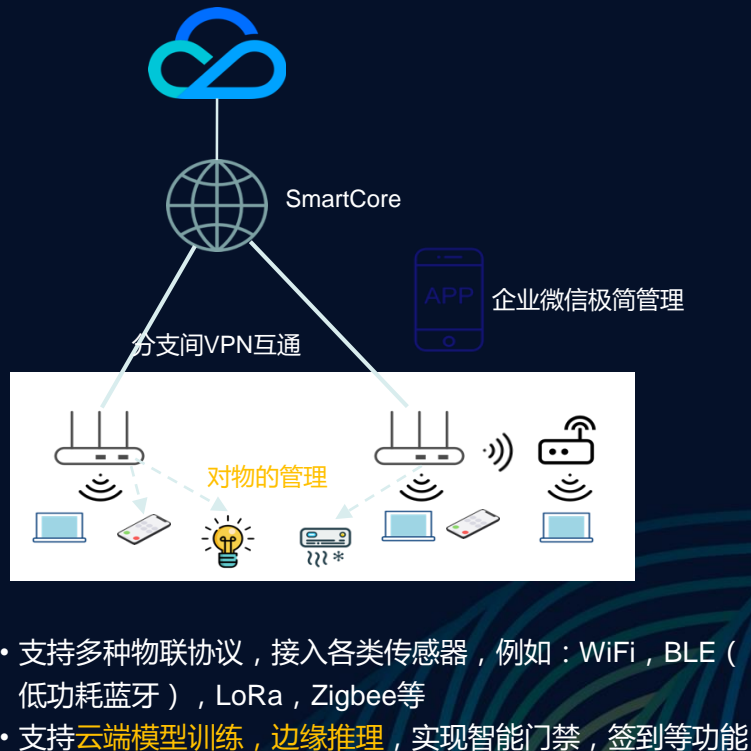 SmartCore
APP
企业微信极简管理
分支间VPN互通
对物的管理
• 支持多种物联协议，接入各类传感器，例如：WiFi，BLE（
低功耗蓝牙），LoRa，Zigbee等
• 支持云端模型训练，边缘推理，实现智能门禁，签到等功能